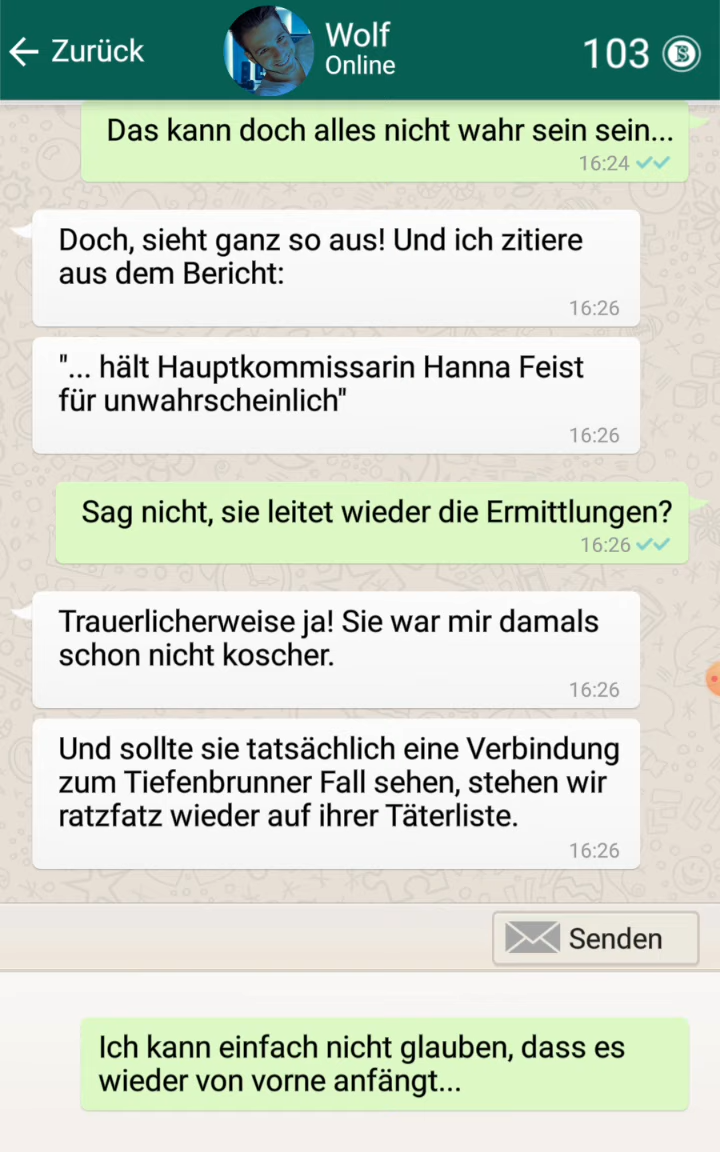 Zurück
Wolf
Online
103
Das kann doch alles nicht wahr sein sein...
16:24
Doch, sieht ganz so aus! Und ich zitiere
aus dem Bericht:
16:26
"... hält Hauptkommissarin Hanna Feist
für unwahrscheinlich"
16:26
Sag nicht, sie leitet wieder die Ermittlungen?
16:26
Trauerlicherweise ja! Sie war mir damals
schon nicht koscher.
16:26
Und sollte sie tatsächlich eine Verbindung
zum Tiefenbrunner Fall sehen, stehen wir
ratzfatz wieder auf ihrer Täterliste.
16:26
Senden
Ich kann einfach nicht glauben, dass es
wieder von vorne anfängt...